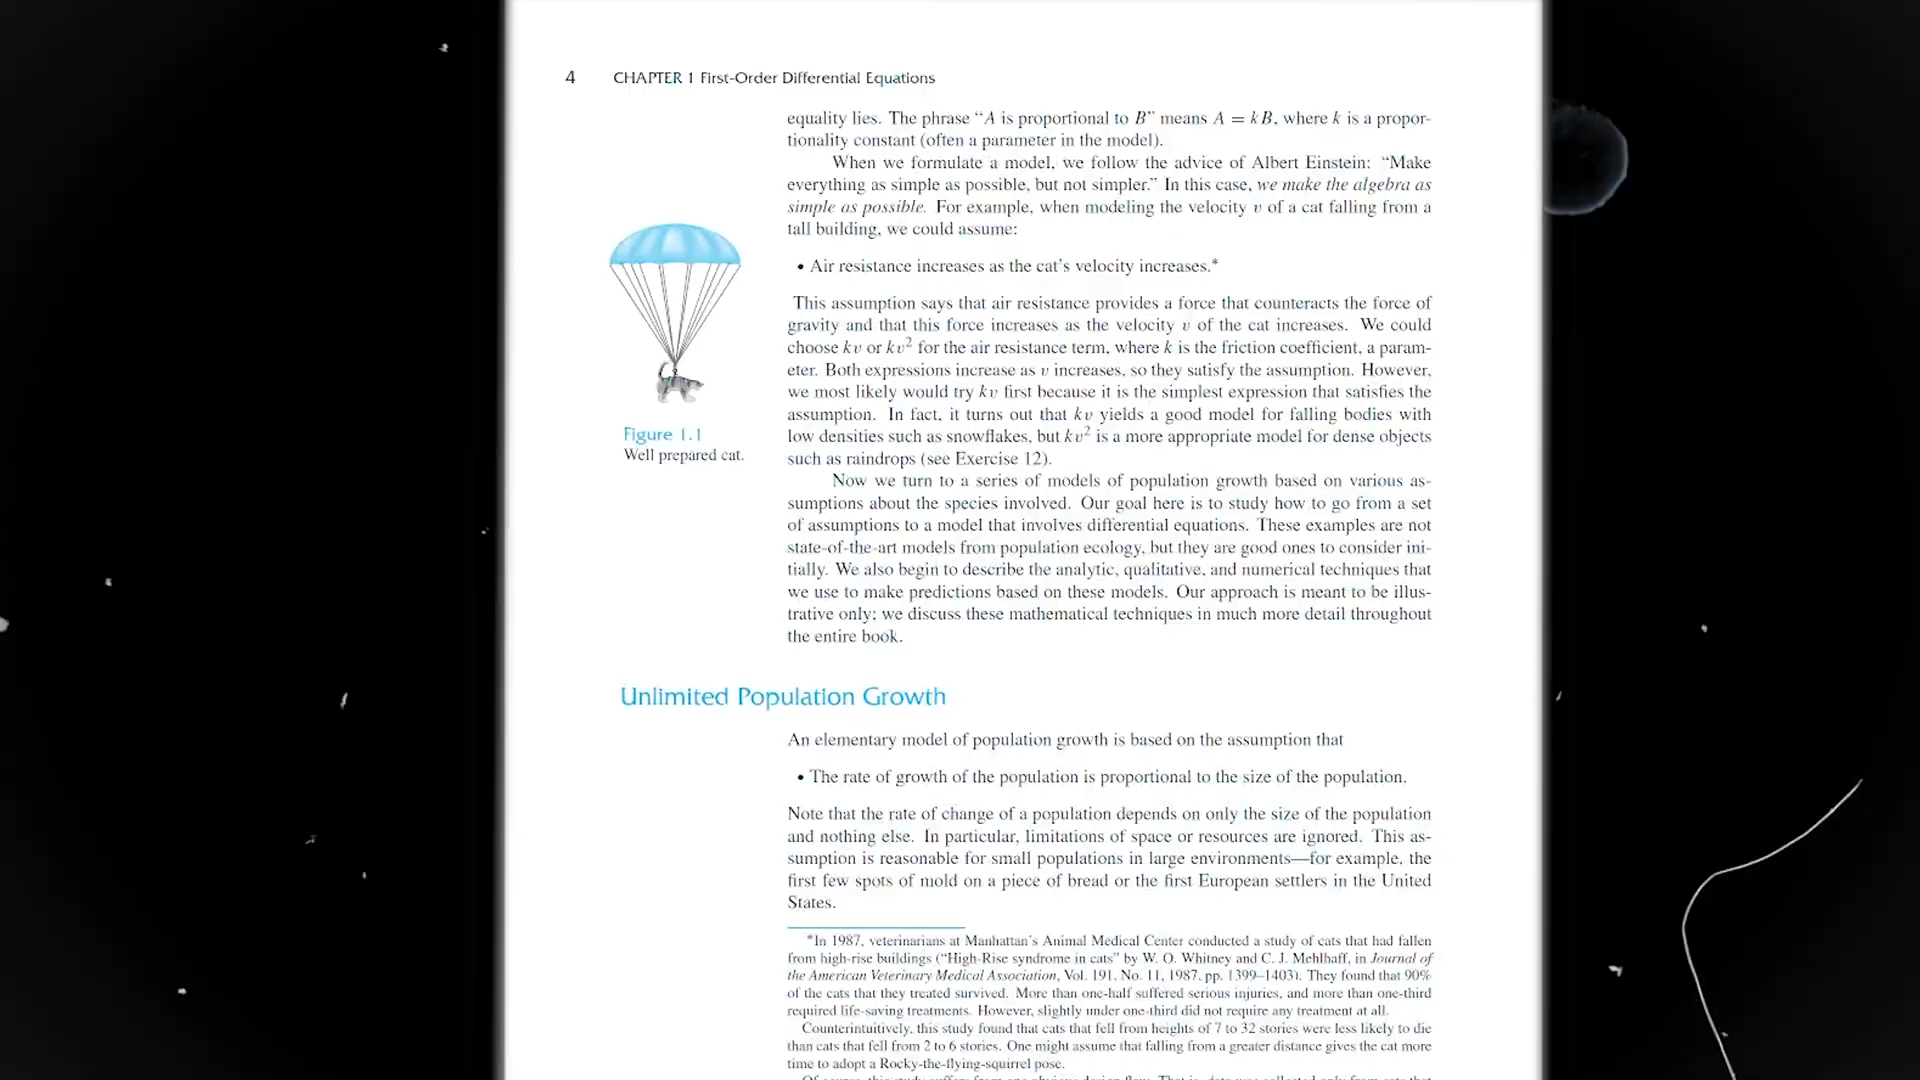 4 CHAPTER 1 First-Order Differential Equations
equality lies. The phrase “A is proportional to B” means A = kB, where k is a propor-
tionality constant (often a parameter in the model).
When we formulate a model, we follow the advice of Albert Einstein: “Make
everything as simple as possible, but not simpler.” In this case, we make the algebra as
simple as possible. For example, when modeling the velocity v of a cat falling from a
tall building, we could assume:
• Air resistance increases as the cat’s velocity increases.*
This assumption says that air resistance provides a force that counteracts the force of
gravity and that this force increases as the velocity v of the cat increases. We could
choose kv or kv² for the air resistance term, where k is the friction coefficient, a param-
eter. Both expressions increase as v increases, so they satisfy the assumption. However,
we most likely would try kv first because it is the simplest expression that satisfies the
assumption. In fact, it turns out that kv yields a good model for falling bodies with
low densities such as snowflakes, but kv² is a more appropriate model for dense objects
such as raindrops (see Exercise 12).
Figure 1.1
Well prepared cat.
Now we turn to a series of models of population growth based on various as-
sumptions about the species involved. Our goal here is to study how to go from a set
of assumptions to a model that involves differential equations. These examples are not
state-of-the-art models from population ecology, but they are good ones to consider ini-
tially. We also begin to describe the analytic, qualitative, and numerical techniques that
we use to make predictions based on these models. Our approach is meant to be illus-
trative only; we discuss these mathematical techniques in much more detail throughout
the entire book.
Unlimited Population Growth
An elementary model of population growth is based on the assumption that
• The rate of growth of the population is proportional to the size of the population.
Note that the rate of change of a population depends on only the size of the population
and nothing else. In particular, limitations of space or resources are ignored. This as-
sumption is reasonable for small populations in large environments—for example, the
first few spots of mold on a piece of bread or the first European settlers in the United
States.
*In 1987, veterinarians at Manhattan’s Animal Medical Center conducted a study of cats that had fallen
from high-rise buildings (“High-Rise syndrome in cats” by W. O. Whitney and C. J. Mehlhaff, in Journal of
the American Veterinary Medical Association, Vol. 191, No. 11, 1987, pp. 1399–1403). They found that 90%
of the cats that they treated survived. More than one-half suffered serious injuries, and more than one-third
required life-saving treatments. However, slightly under one-third did not require any treatment at all.
Counterintuitively, this study found that cats that fell from heights of 7 to 32 stories were less likely to die
than cats that fell from 2 to 6 stories. One might assume that falling from a greater distance gives the cat more
time to adopt a Rocky-the-flying-squirrel pose.